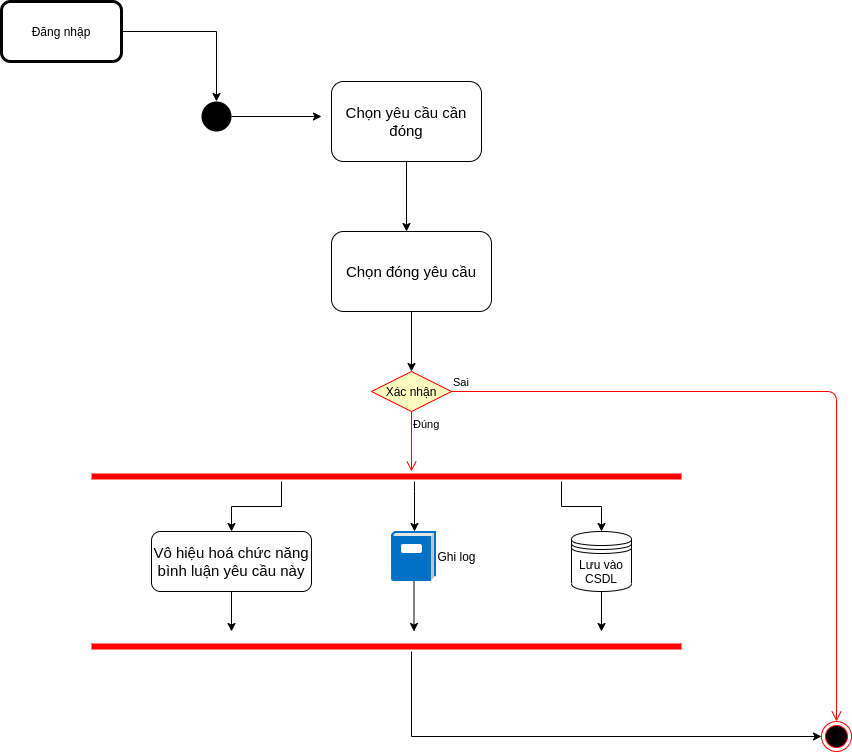 Đăng nhập
Chọn yêu cầu cần
đóng
Chọn đóng yêu cầu
Xác nhận
Sai
Đúng
Vô hiệu hoá chức năng
bình luận yêu cầu này
Ghi log
Lưu vào
CSDL